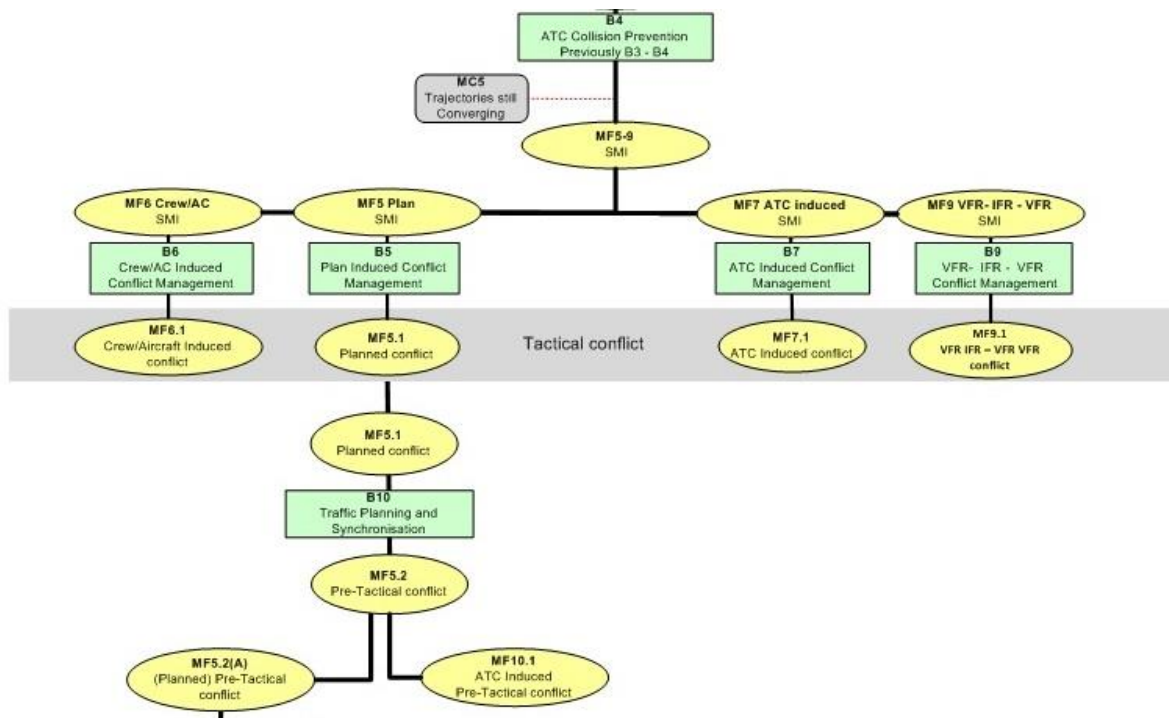 B4
ATC Collision Prevention
Previously B3 - B4
MC5
Trajectories still
Converging
MF5-9
SMI
MF6 Crew/AC
SMI
MF5 Plan
SMI
MF7 ATC induced
SMI
MF9 VFR- IFR - VFR
SMI
B6
Crew/AC Induced
Conflict Management
B5
Plan Induced Conflict
Management
B7
ATC Induced Conflict
Management
B9
VFR- IFR - VFR
Conflict Management
MF6.1
Crew/Aircraft Induced
conflict
MF5.1
Planned conflict
Tactical conflict
MF7.1
ATC Induced conflict
MF9.1
VFR IFR – VFR VFR
conflict
MF5.1
Planned conflict
B10
Traffic Planning and
Synchronisation
MF5.2
Pre-Tactical conflict
MF5.2(A)
(Planned) Pre-Tactical
conflict
MF10.1
ATC Induced
Pre-Tactical conflict